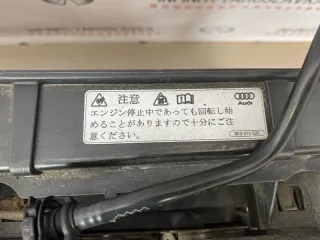 注意
Audi
エンジン停止中であっても回転し始
めることがありますので十分にご注
意ください。